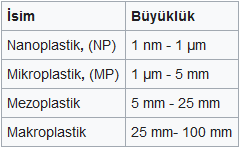 İsim Büyüklük
Nanoplastik, (NP) 1 nm - 1 µm
Mikroplastik, (MP) 1 µm - 5 mm
Mezoplastik 5 mm - 25 mm
Makroplastik 25 mm- 100 mm